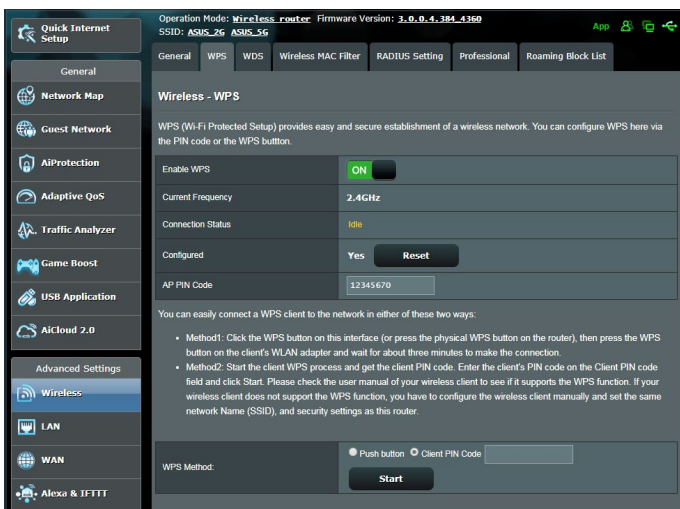 Quick Internet
Setup
General
Network Map
Guest Network
AiProtection
Adaptive QoS
Traffic Analyzer
Game Boost
USB Application
AiCloud 2.0
Advanced Settings
Wireless
LAN
WAN
Alexa & IFTTT
Operation Mode: Wireless router Firmware Version: 3.0.0.4.384_4360
SSID: ASUS_2G ASUS_5G
App
General WPS WDS Wireless MAC Filter RADIUS Setting Professional Roaming Block List
Wireless - WPS
WPS (Wi-Fi Protected Setup) provides easy and secure establishment of a wireless network. You can configure WPS here via
the PIN code or the WPS buttton.
Enable WPS ON
Current Frequency 2.4GHz
Connection Status Idle
Configured Yes Reset
AP PIN Code 12345670
You can easily connect a WPS client to the network in either of these two ways:
• Method1: Click the WPS button on this interface (or press the physical WPS button on the router), then press the WPS
button on the client's WLAN adapter and wait for about three minutes to make the connection.
• Method2: Start the client WPS process and get the client PIN code. Enter the client's PIN code on the Client PIN code
field and click Start. Please check the user manual of your wireless client to see if it supports the WPS function. If your
wireless client does not support the WPS function, you have to configure the wireless client manually and set the same
network Name (SSID), and security settings as this router.
WPS Method: Push button Client PIN Code
Start